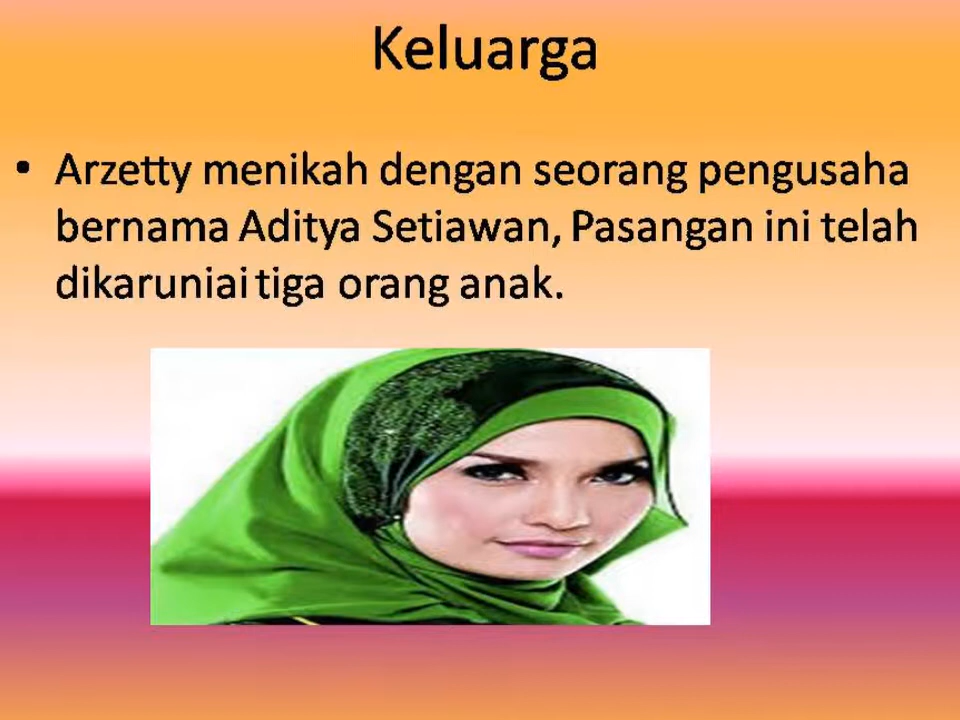 Keluarga
• Arzetty menikah dengan seorang pengusaha
bernama Aditya Setiawan, Pasangan ini telah
dikaruniai tiga orang anak.